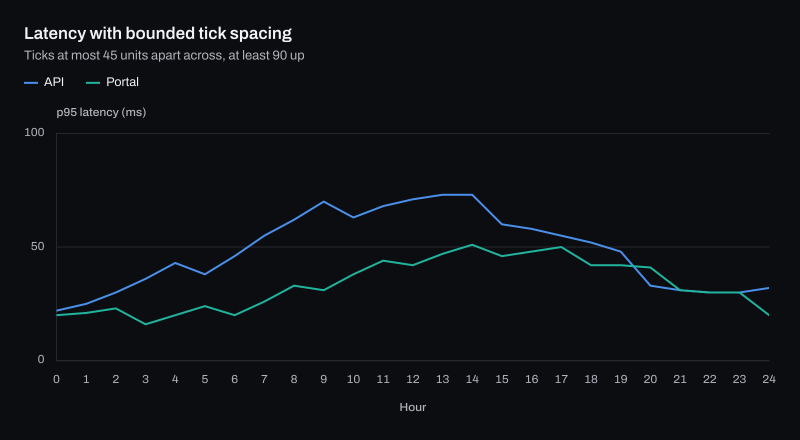 Latency with bounded tick spacing
Ticks at most 45 units apart across, at least 90 up
API Portal
p95 latency (ms)
100
50
0
0 1 2 3 4 5 6 7 8 9 10 11 12 13 14 15 16 17 18 19 20 21 22 23 24
Hour